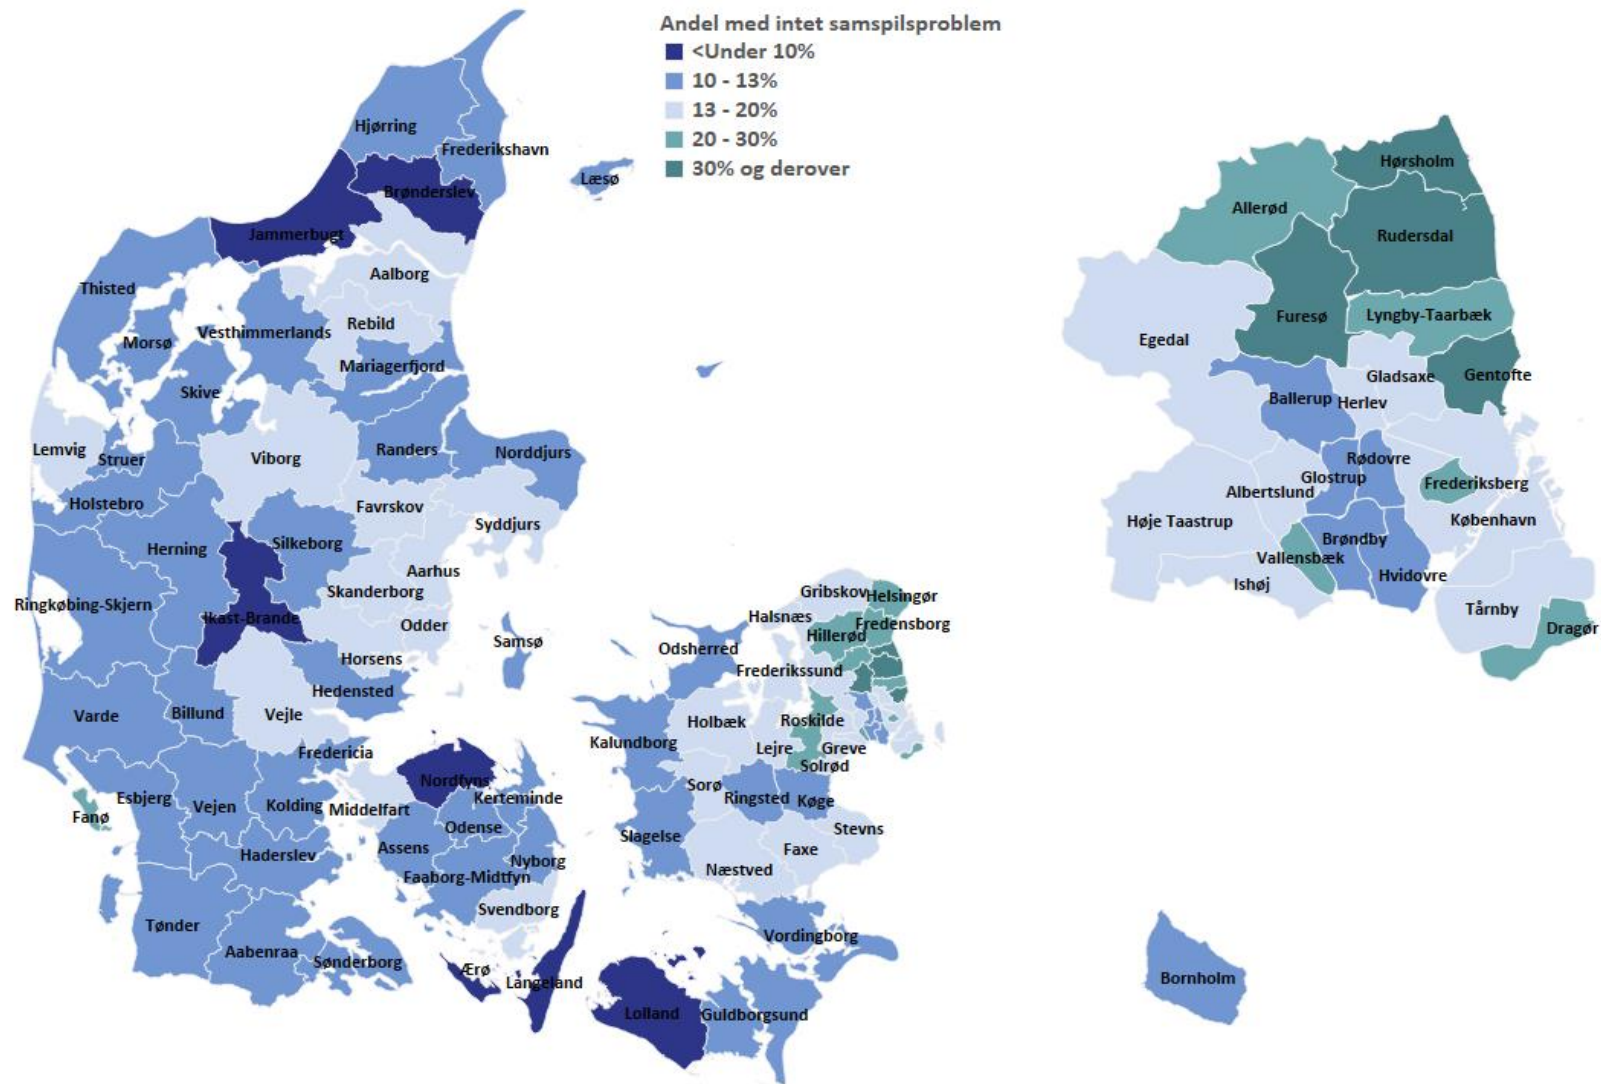 Andel med intet samspilsproblem
<Under 10%
10 - 13%
13 - 20%
20 - 30%
30% og derover
Hjørring
Frederikshavn
Læsø
Brønderslev
Jammerbugt
Aalborg
Thisted
Rebild
Vesthimmerlands
Morsø
Mariagerfjord
Skive
Lemvig
Struer
Viborg
Randers
Norddjurs
Holstebro
Favrskov
Syddjurs
Herning
Silkeborg
Aarhus
Skanderborg
Ringkøbing-Skjern
Ikast-Brande
Odder
Samsø
Horsens
Hedensted
Varde
Billund
Vejle
Fredericia
Esbjerg
Vejen
Kolding
Middelfart
Nordfyns
Kerteminde
Fanø
Odense
Assens
Haderslev
Nyborg
Faaborg-Midtfyn
Svendborg
Tønder
Aabenraa
Sønderborg
Ærø
Langeland
Lolland
Guldborgsund
Vordingborg
Gribskov
Helsingør
Halsnæs
Fredensborg
Hillerød
Odsherred
Frederikssund
Holbæk
Roskilde
Kalundborg
Lejre
Greve
Solrød
Sorø
Ringsted
Køge
Slagelse
Stevns
Faxe
Næstved
Hørsholm
Allerød
Rudersdal
Furesø
Lyngby-Taarbæk
Egedal
Gladsaxe
Gentofte
Ballerup
Herlev
Rødovre
Glostrup
Frederiksberg
Albertslund
Høje Taastrup
København
Brøndby
Vallensbæk
Hvidovre
Ishøj
Tårnby
Dragør
Bornholm